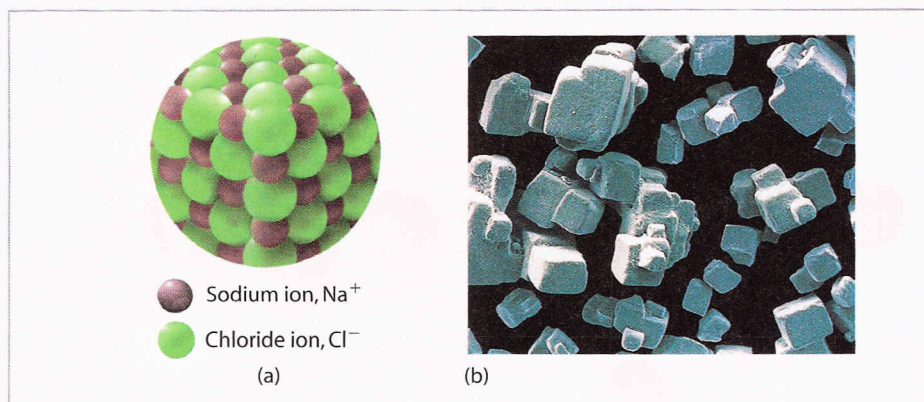 Sodium ion, Na⁺
Chloride ion, Cl⁻
(a)
(b)